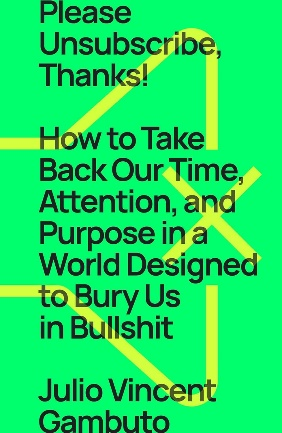 Please
Unsubscribe,
Thanks!
How to Take
Back Our Time,
Attention, and
Purpose in a
World Designed
to Bury Us
in Bullshit
Julio Vincent
Gambuto